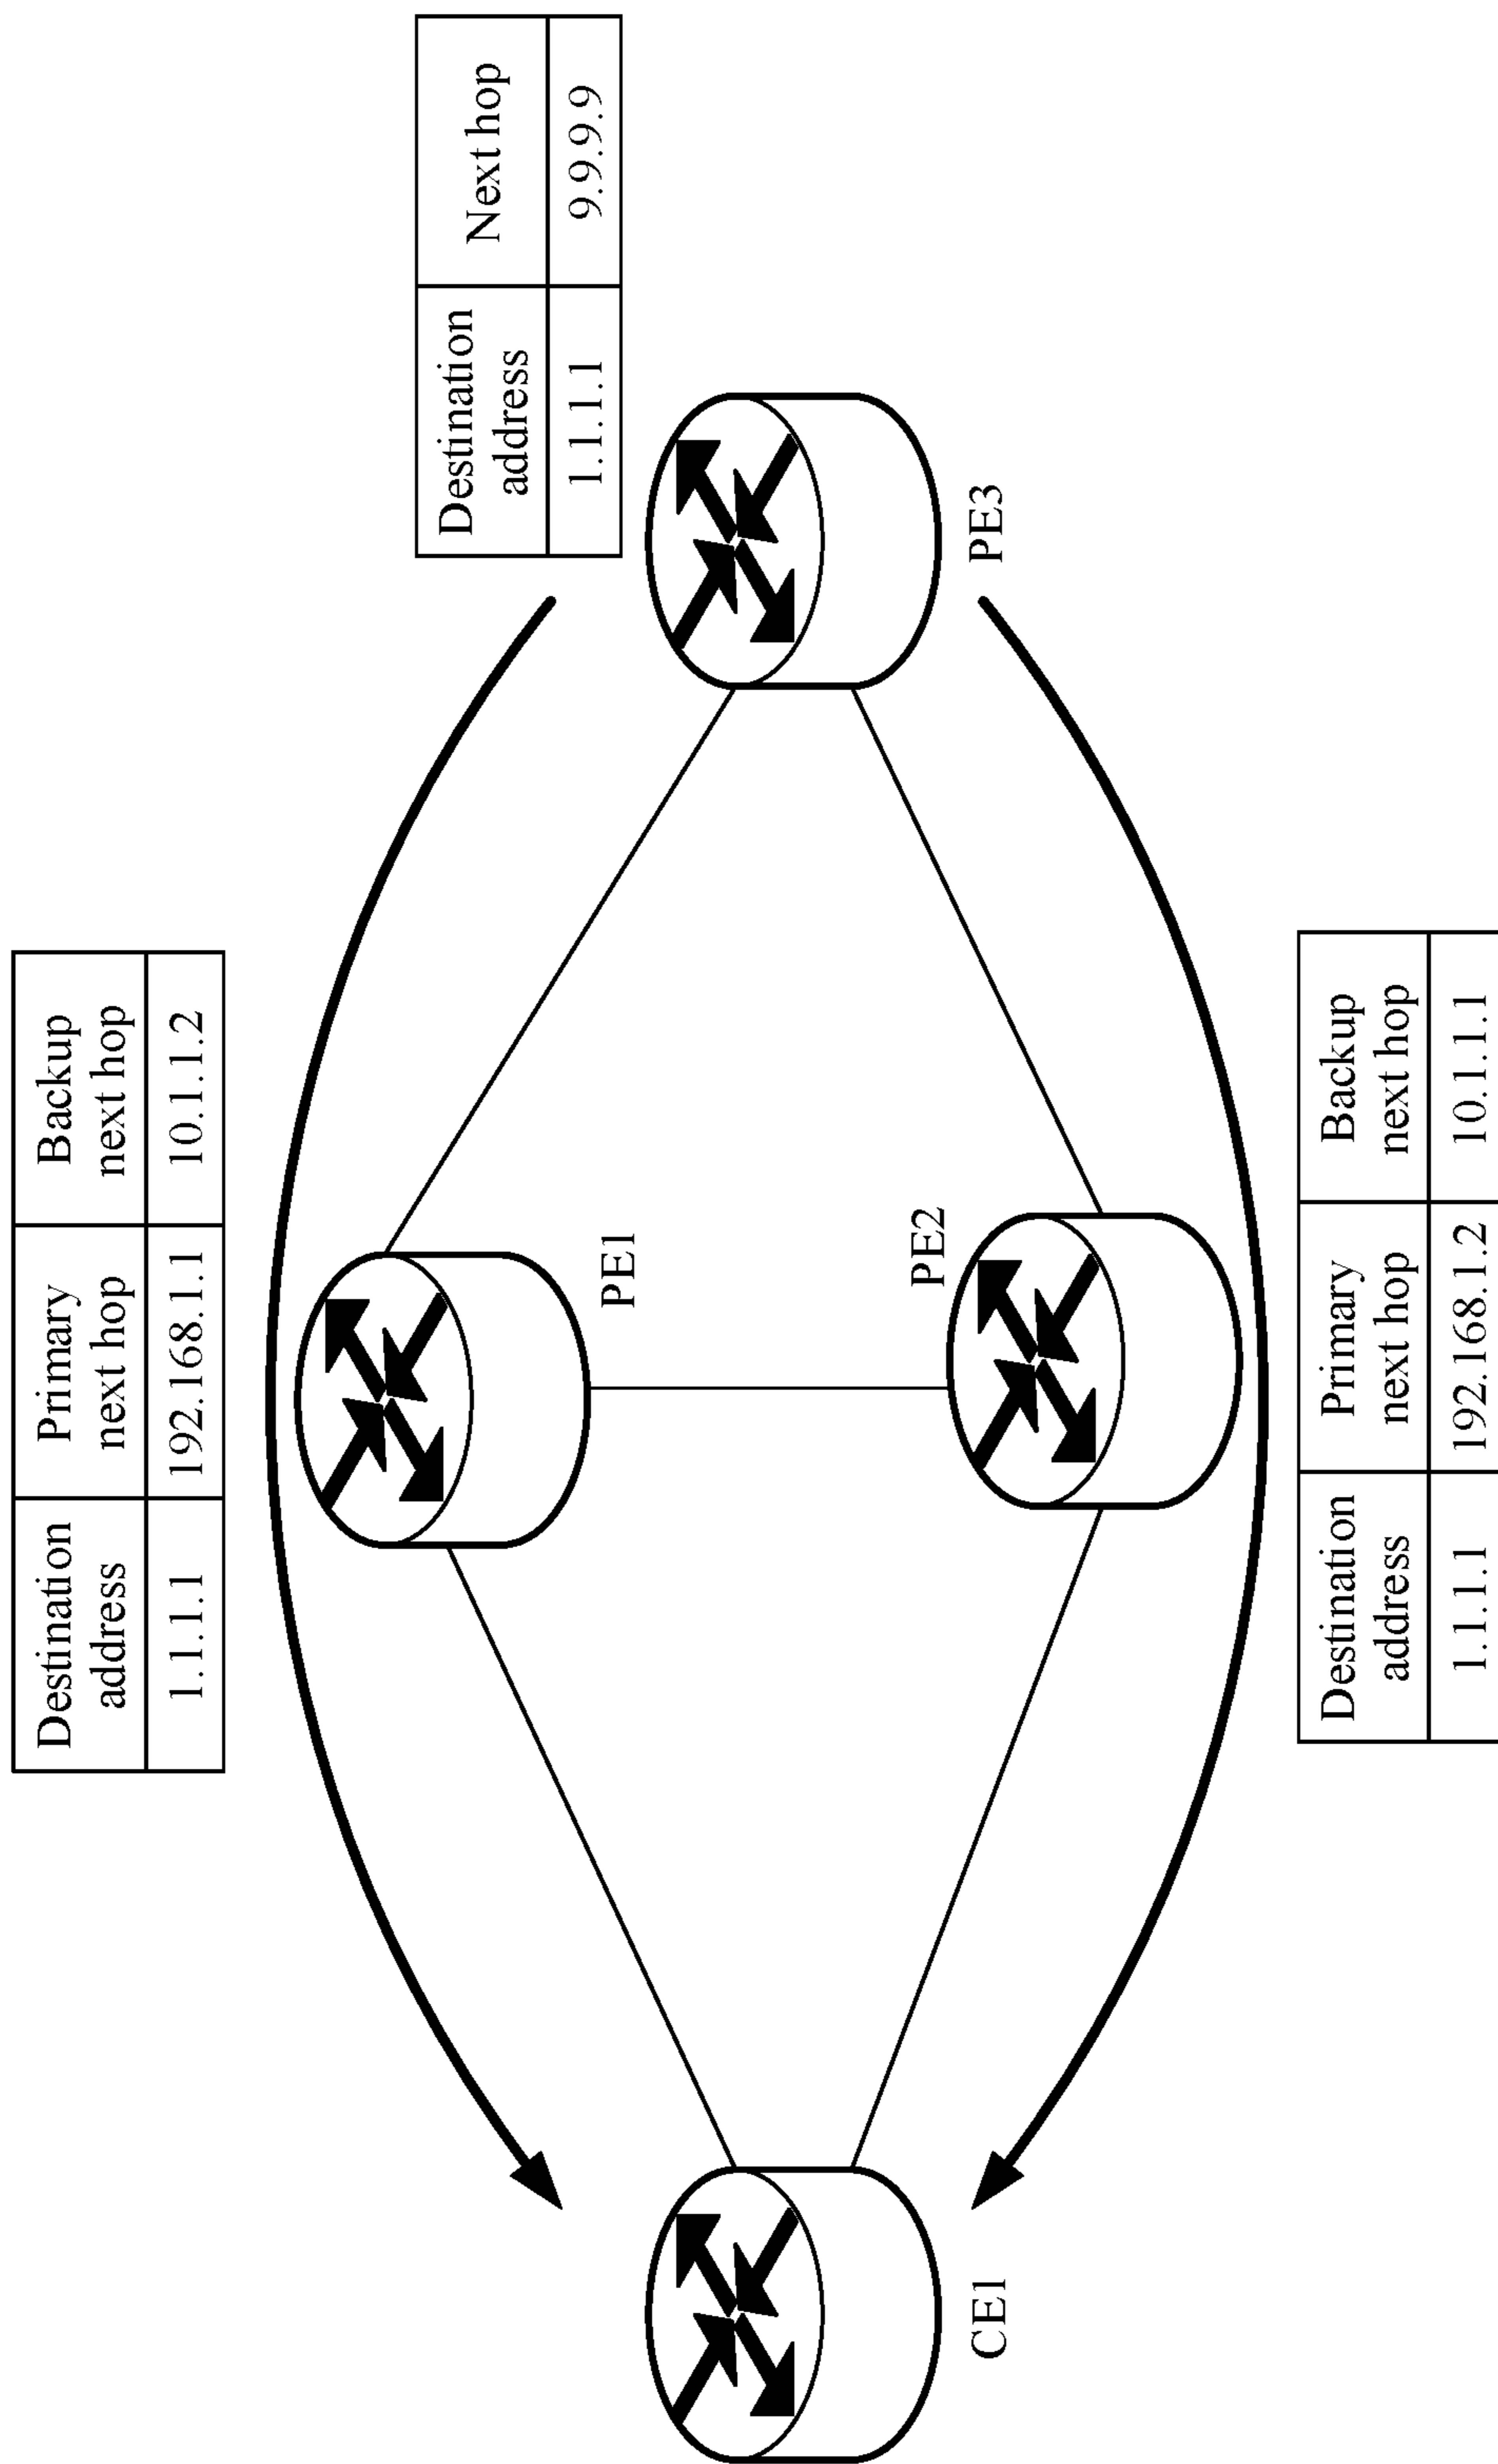 Destination
address
Primary
next hop
Backup
next hop
1.1.1.1
192.168.1.1
10.1.1.2
Destination
address
Next hop
1.1.1.1
9.9.9.9
PE1
PE2
CE1
PE3
Destination
address
Primary
next hop
Backup
next hop
1.1.1.1
192.168.1.2
10.1.1.1